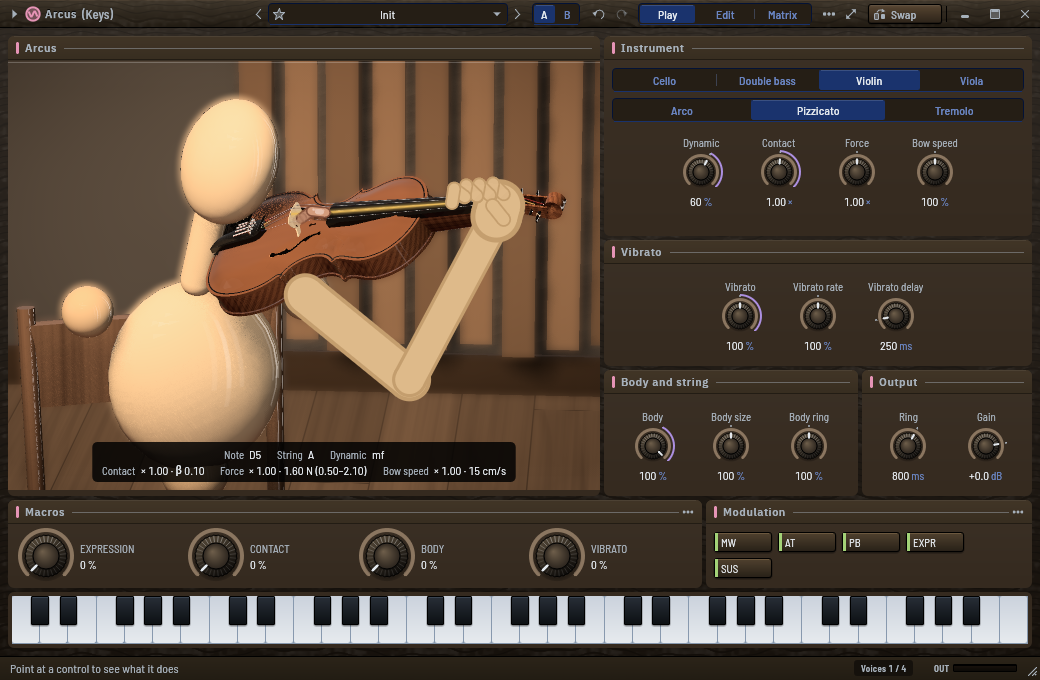 Arcus (Keys)
Init
A B
Play Edit Matrix
Swap
Arcus
Instrument
Cello Double bass Violin Viola
Arco Pizzicato Tremolo
Dynamic Contact Force Bow speed
60 % 1.00 × 1.00 × 100 %
Vibrato
Vibrato Vibrato rate Vibrato delay
100 % 100 % 250 ms
Body and string
Body Body size Body ring
100 % 100 % 100 %
Output
Ring Gain
800 ms +0.0 dB
Note D5 String A Dynamic mf
Contact × 1.00 · β 0.10 Force × 1.00 · 1.60 N (0.50–2.10) Bow speed × 1.00 · 15 cm/s
Macros
EXPRESSION
0 %
CONTACT
0 %
BODY
0 %
VIBRATO
0 %
Modulation
MW AT PB EXPR
SUS
Point at a control to see what it does
Voices 1 / 4
OUT